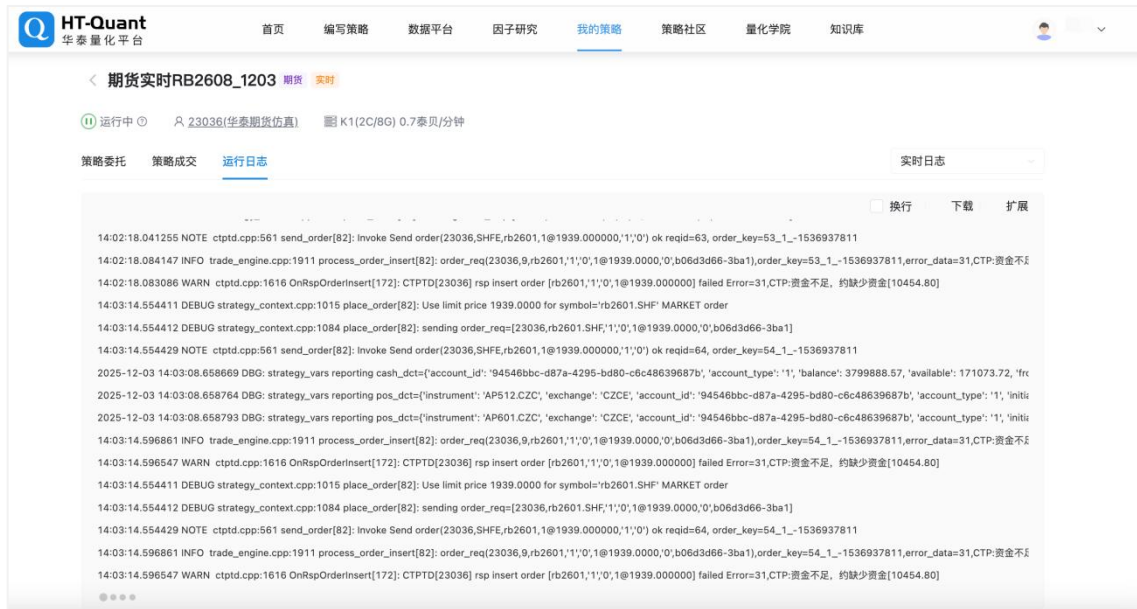 HT-Quant
华泰量化平台
首页 编写策略 数据平台 因子研究 我的策略 策略社区 量化学院 知识库
期货实时RB2608_1203 期货 实时
运行中 23036(华泰期货仿真) K1(2C/8G) 0.7泰贝/分钟
策略委托 策略成交 运行日志 实时日志
换行 下载 扩展
14:02:18.041255 NOTE ctptd.cpp:561 send_order[82]: Invoke Send order(23036,SHFE,rb2601,1@1939.000000,'1','0') ok reqid=63, order_key=53_1_-1536937811
14:02:18.084147 INFO trade_engine.cpp:1911 process_order_insert[82]: order_req(23036,9,rb2601,'1','0',1@1939.0000,'0',b06d3d66-3ba1),order_key=53_1_-1536937811,error_data=31,CTP:资金不足
14:02:18.083086 WARN ctptd.cpp:1616 OnRspOrderInsert[172]: CTPTD[23036] rsp insert order [rb2601,'1','0',1@1939.000000] failed Error=31,CTP:资金不足，约缺少资金[10454.80]
14:03:14.554411 DEBUG strategy_context.cpp:1015 place_order[82]: Use limit price 1939.0000 for symbol='rb2601.SHF' MARKET order
14:03:14.554412 DEBUG strategy_context.cpp:1084 place_order[82]: sending order_req=[23036,rb2601.SHF,'1','0',1@1939.0000,'0',b06d3d66-3ba1]
14:03:14.554429 NOTE ctptd.cpp:561 send_order[82]: Invoke Send order(23036,SHFE,rb2601,1@1939.000000,'1','0') ok reqid=64, order_key=54_1_-1536937811
2025-12-03 14:03:08.658669 DBG: strategy_vars reporting cash_dct={'account_id': '94546bbc-d87a-4295-bd80-c6c48639687b', 'account_type': '1', 'balance': 3799888.57, 'available': 171073.72, 'fro
2025-12-03 14:03:08.658764 DBG: strategy_vars reporting pos_dct={'instrument': 'AP512.CZC', 'exchange': 'CZCE', 'account_id': '94546bbc-d87a-4295-bd80-c6c48639687b', 'account_type': '1', 'initia
2025-12-03 14:03:08.658793 DBG: strategy_vars reporting pos_dct={'instrument': 'AP601.CZC', 'exchange': 'CZCE', 'account_id': '94546bbc-d87a-4295-bd80-c6c48639687b', 'account_type': '1', 'initia
14:03:14.596861 INFO trade_engine.cpp:1911 process_order_insert[82]: order_req(23036,9,rb2601,'1','0',1@1939.0000,'0',b06d3d66-3ba1),order_key=54_1_-1536937811,error_data=31,CTP:资金不足
14:03:14.596547 WARN ctptd.cpp:1616 OnRspOrderInsert[172]: CTPTD[23036] rsp insert order [rb2601,'1','0',1@1939.000000] failed Error=31,CTP:资金不足，约缺少资金[10454.80]
14:03:14.554411 DEBUG strategy_context.cpp:1015 place_order[82]: Use limit price 1939.0000 for symbol='rb2601.SHF' MARKET order
14:03:14.554412 DEBUG strategy_context.cpp:1084 place_order[82]: sending order_req=[23036,rb2601.SHF,'1','0',1@1939.0000,'0',b06d3d66-3ba1]
14:03:14.554429 NOTE ctptd.cpp:561 send_order[82]: Invoke Send order(23036,SHFE,rb2601,1@1939.000000,'1','0') ok reqid=64, order_key=54_1_-1536937811
14:03:14.596861 INFO trade_engine.cpp:1911 process_order_insert[82]: order_req(23036,9,rb2601,'1','0',1@1939.0000,'0',b06d3d66-3ba1),order_key=54_1_-1536937811,error_data=31,CTP:资金不足
14:03:14.596547 WARN ctptd.cpp:1616 OnRspOrderInsert[172]: CTPTD[23036] rsp insert order [rb2601,'1','0',1@1939.000000] failed Error=31,CTP:资金不足，约缺少资金[10454.80]